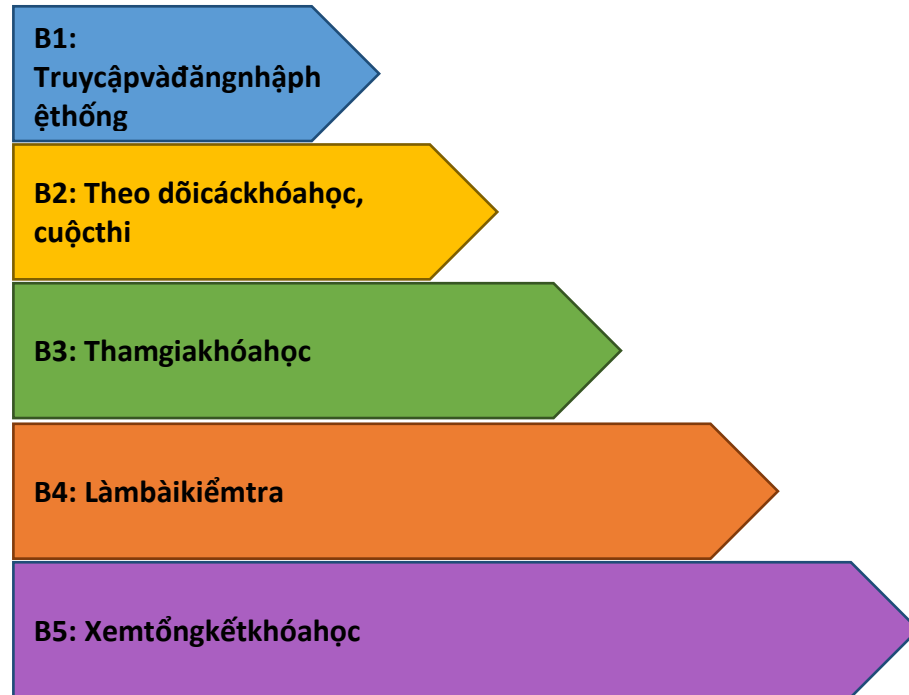 B1:
Truycậpvàđăngnhậph
ệthống
B2: Theo dõicáckhóahọc,
cuộcthi
B3: Thamgiakhóahọc
B4: Làmbàikiểmtra
B5: Xemtổngkếtkhóahọc